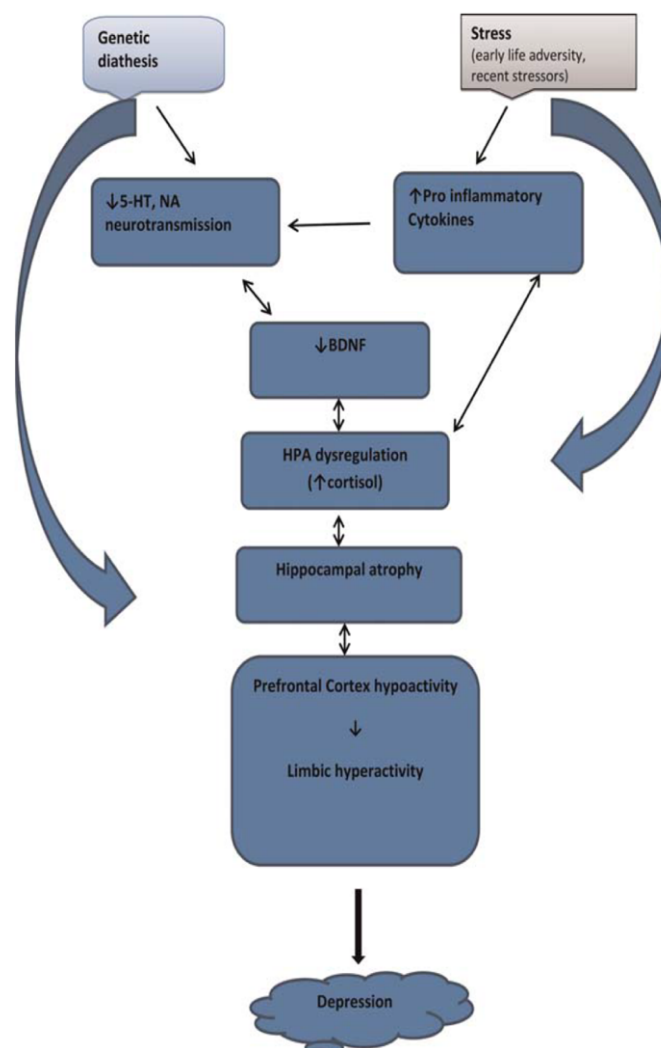 Genetic
diathesis
Stress
(early life adversity,
recent stressors)
↓5-HT, NA
neurotransmission
↑Pro inflammatory
Cytokines
↓BDNF
HPA dysregulation
(↑cortisol)
Hippocampal atrophy
Prefrontal Cortex hypoactivity
↓
Limbic hyperactivity
Depression